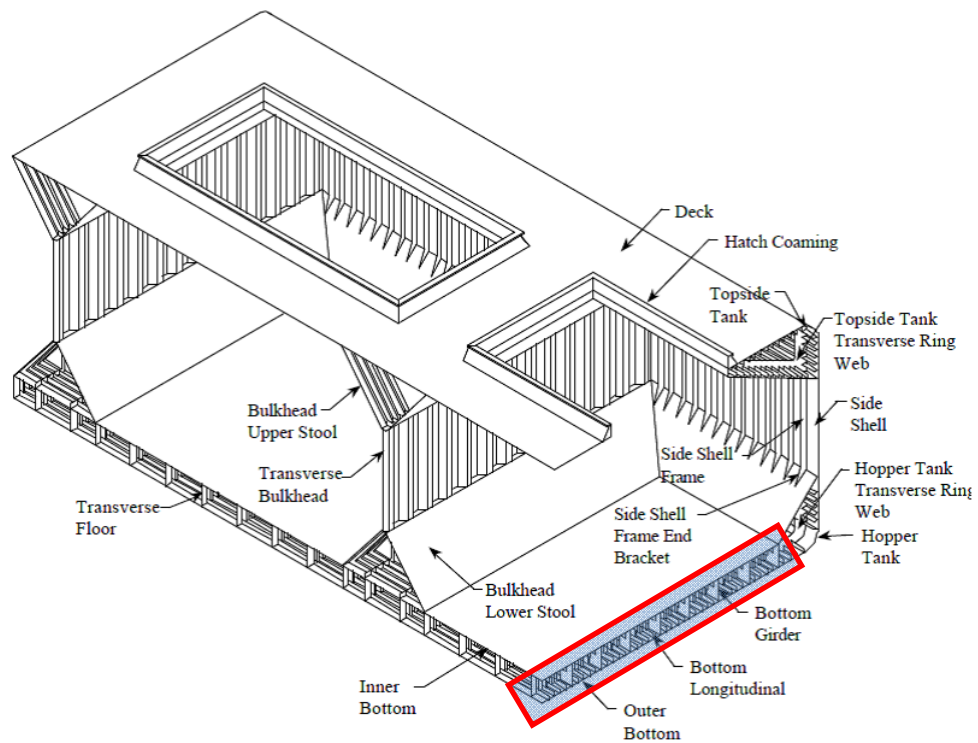 Deck
Hatch Coaming
Topside
Tank
Topside Tank
Transverse Ring
Web
Side
Shell
Bulkhead
Upper Stool
Side Shell
Frame
Transverse
Bulkhead
Hopper Tank
Transverse Ring
Web
Transverse
Floor
Side Shell
Frame End
Bracket
Hopper
Tank
Bulkhead
Lower Stool
Bottom
Girder
Bottom
Longitudinal
Inner
Bottom
Outer
Bottom